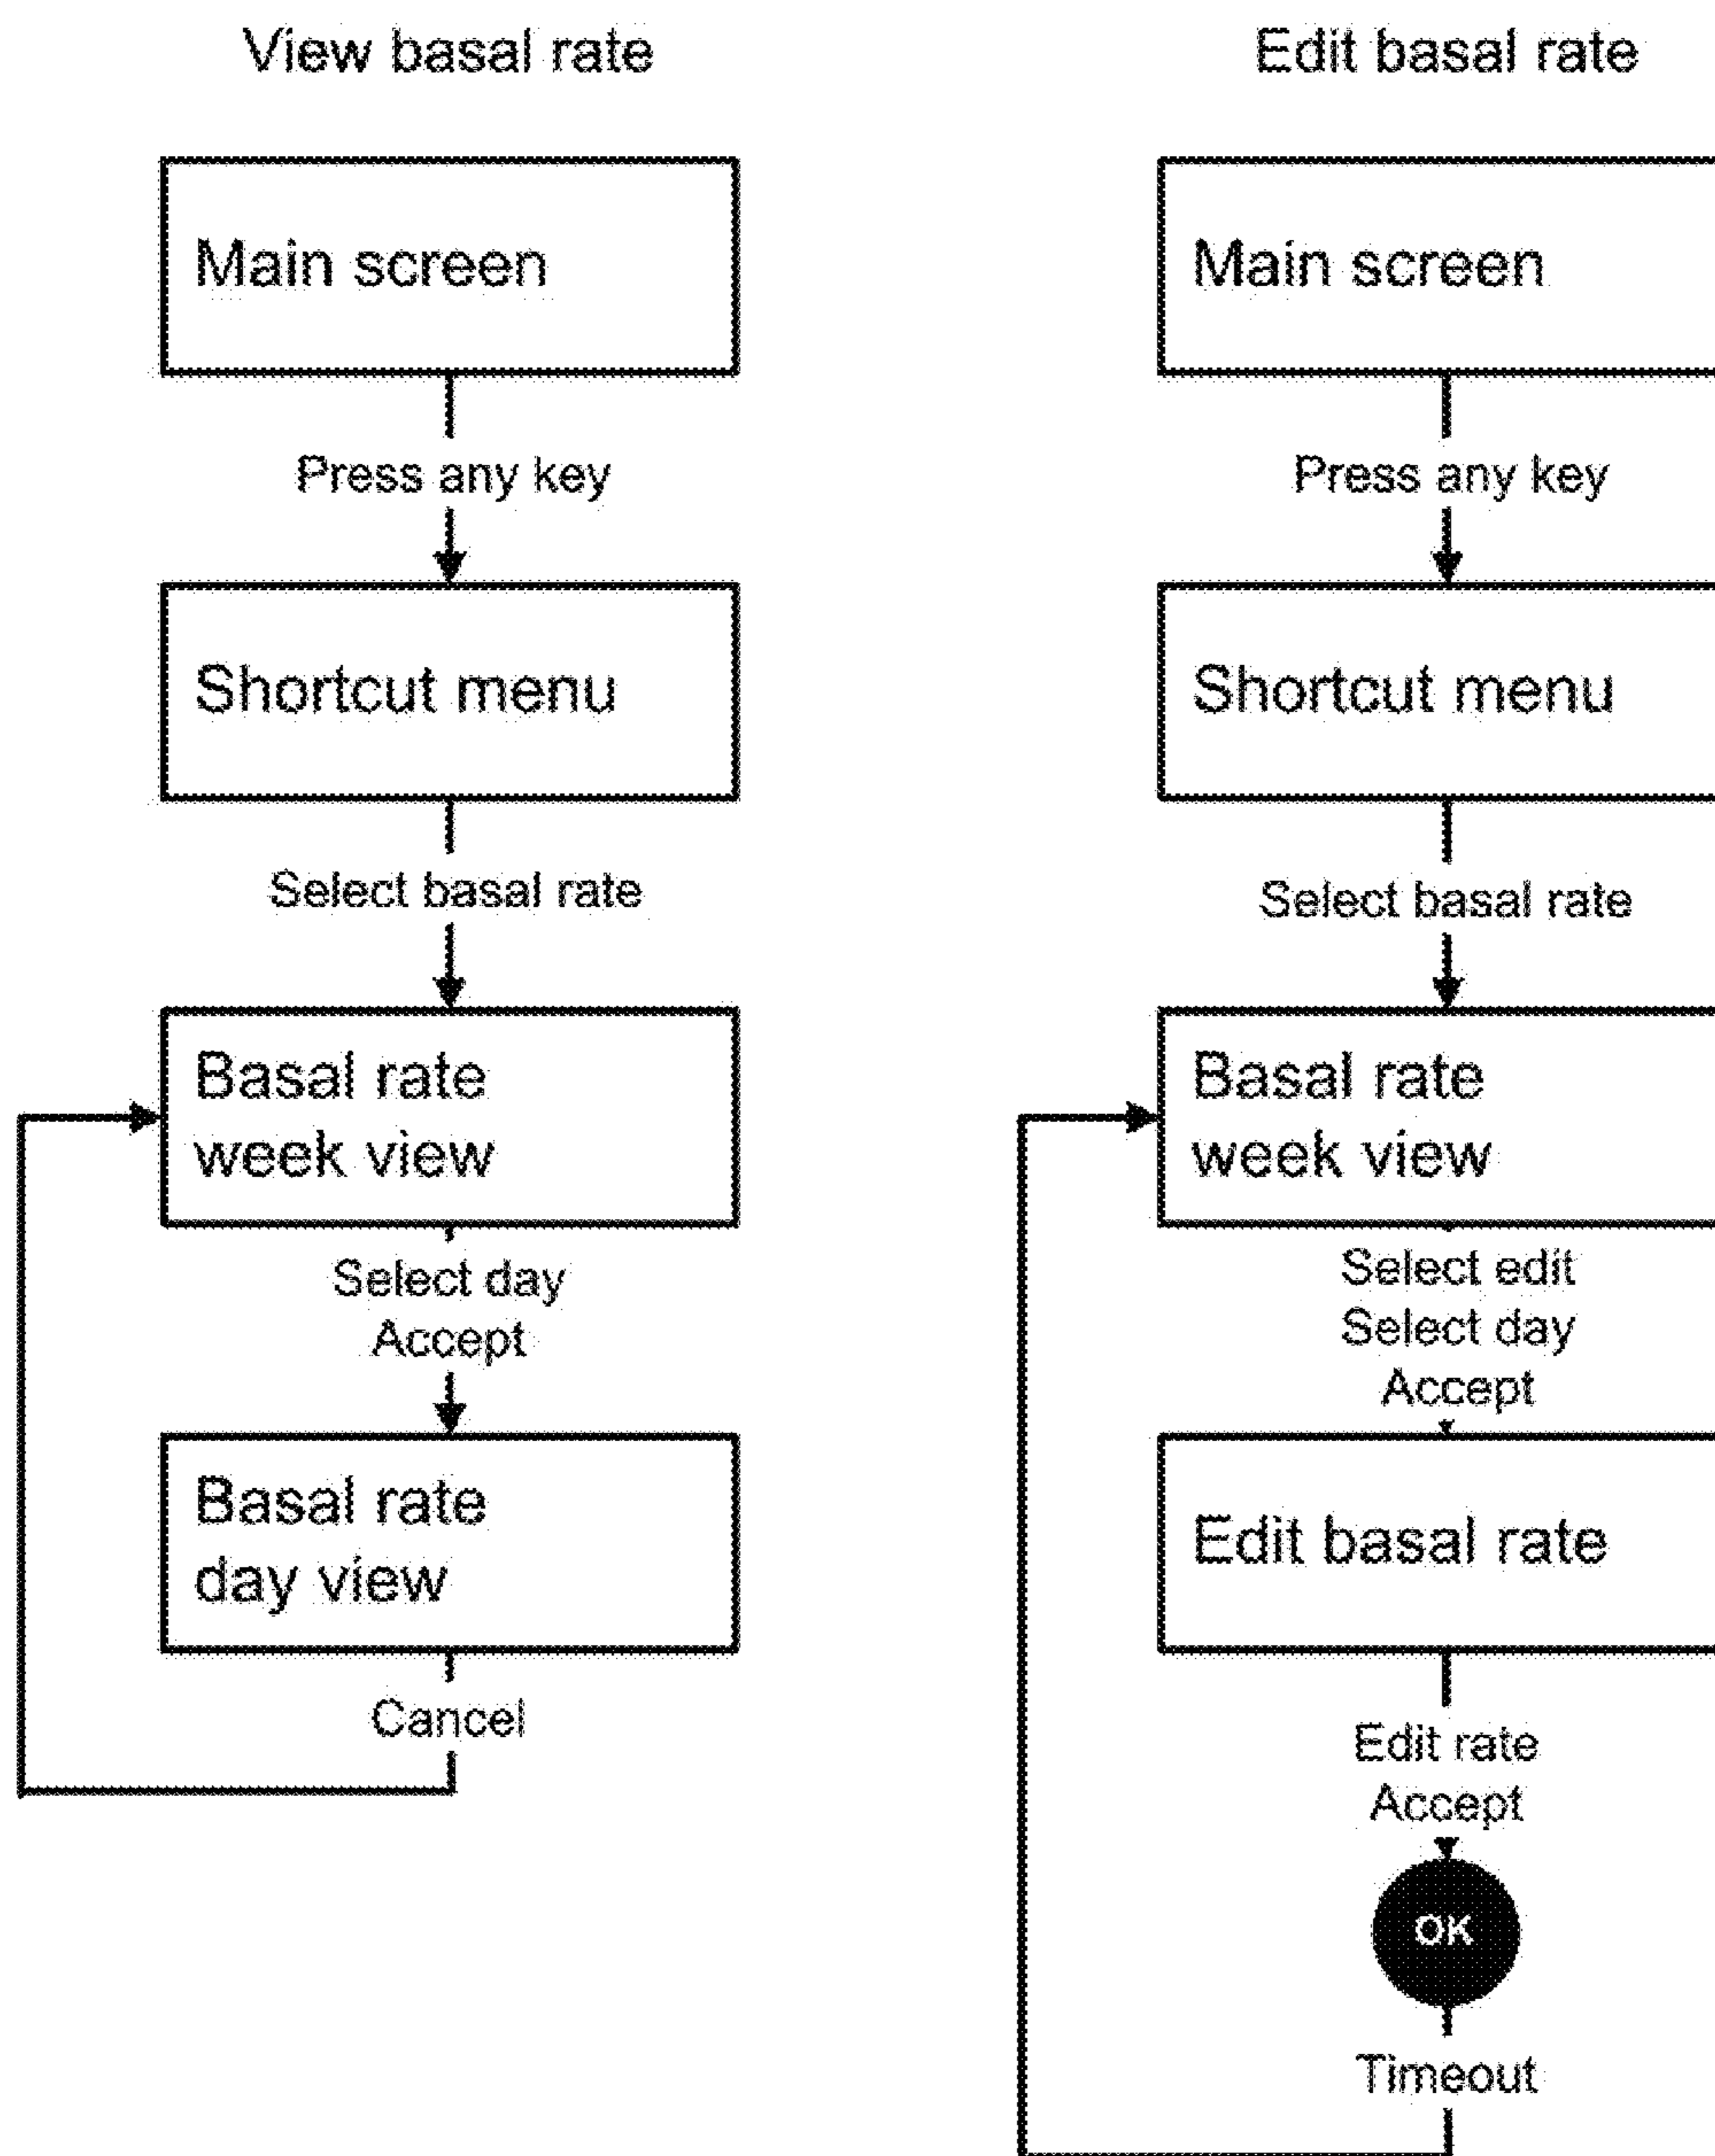 View basal rate
Main screen
Press any key
Shortcut menu
Select basal rate
Basal rate
week view
Select day
Accept
Basal rate
day view
Cancel
Edit basal rate
Main screen
Press any key
Shortcut menu
Select basal rate
Basal rate
week view
Select edit
Select day
Accept
Edit basal rate
Edit rate
Accept
OK
Timeout